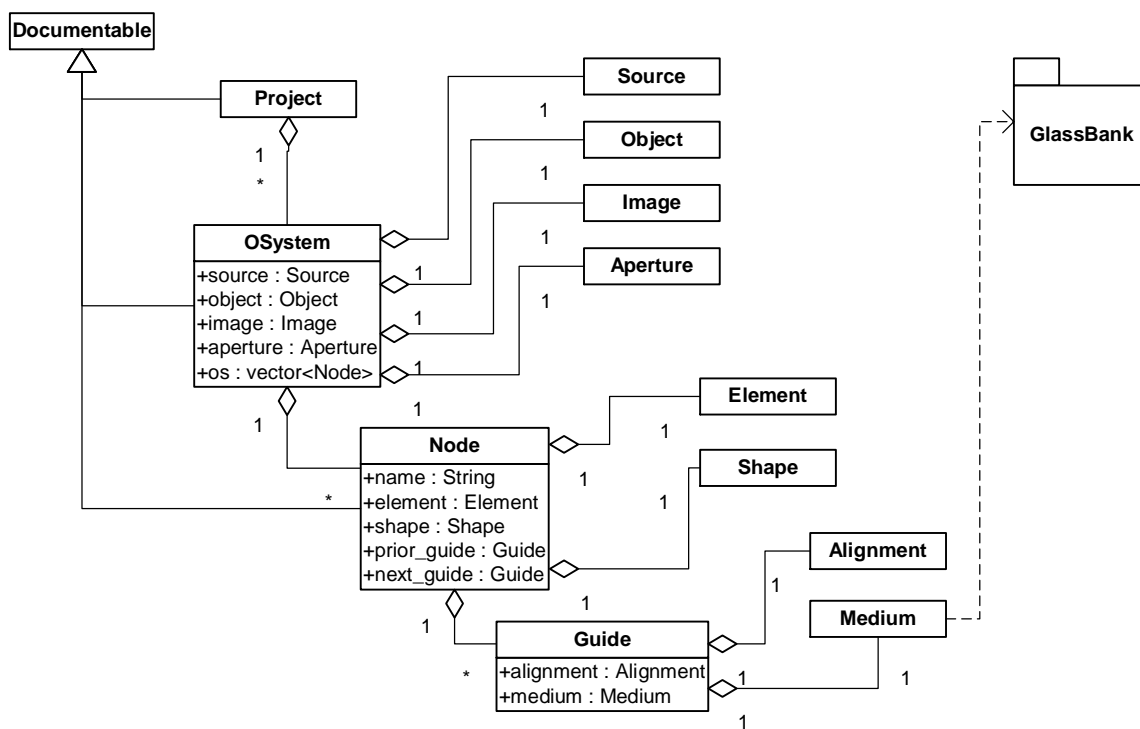 Documentable
Project
1
*
Source
1
Object
1
Image
1
Aperture
1
GlassBank
OSystem
+source : Source
+object : Object
+image : Image
+aperture : Aperture
+os : vector<Node>
1
1
1
1
1
*
Node
+name : String
+element : Element
+shape : Shape
+prior_guide : Guide
+next_guide : Guide
Element
1
1
Shape
1
1
1
*
Guide
+alignment : Alignment
+medium : Medium
Alignment
1
1
Medium
1
1